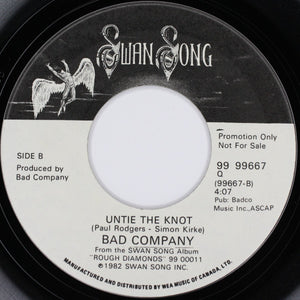 SWAN SONG
Promotion Only
Not For Sale
SIDE B
Produced by
Bad Company
99 99667
Q
(99667-B)
4:07
Pub: Badco
Music Inc., ASCAP
UNTIE THE KNOT
(Paul Rodgers - Simon Kirke)
BAD COMPANY
From the SWAN SONG Album
"ROUGH DIAMONDS" 99 00011
℗1982 SWAN SONG INC.
MANUFACTURED & DISTRIBUTED BY WEA MUSIC OF CANADA, LTD.